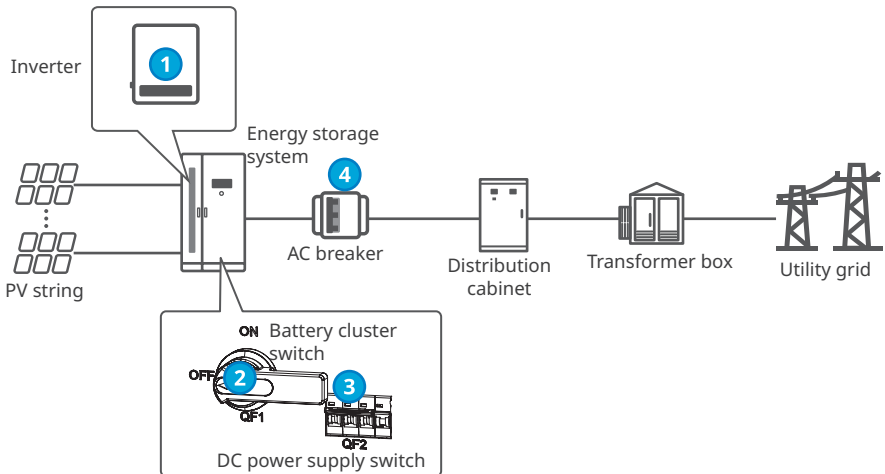 Inverter
1
Energy storage
system
4
AC breaker
PV string
Distribution
cabinet
Transformer box
Utility grid
ON
Battery cluster
switch
OFF
2
3
QF1
QF2
DC power supply switch